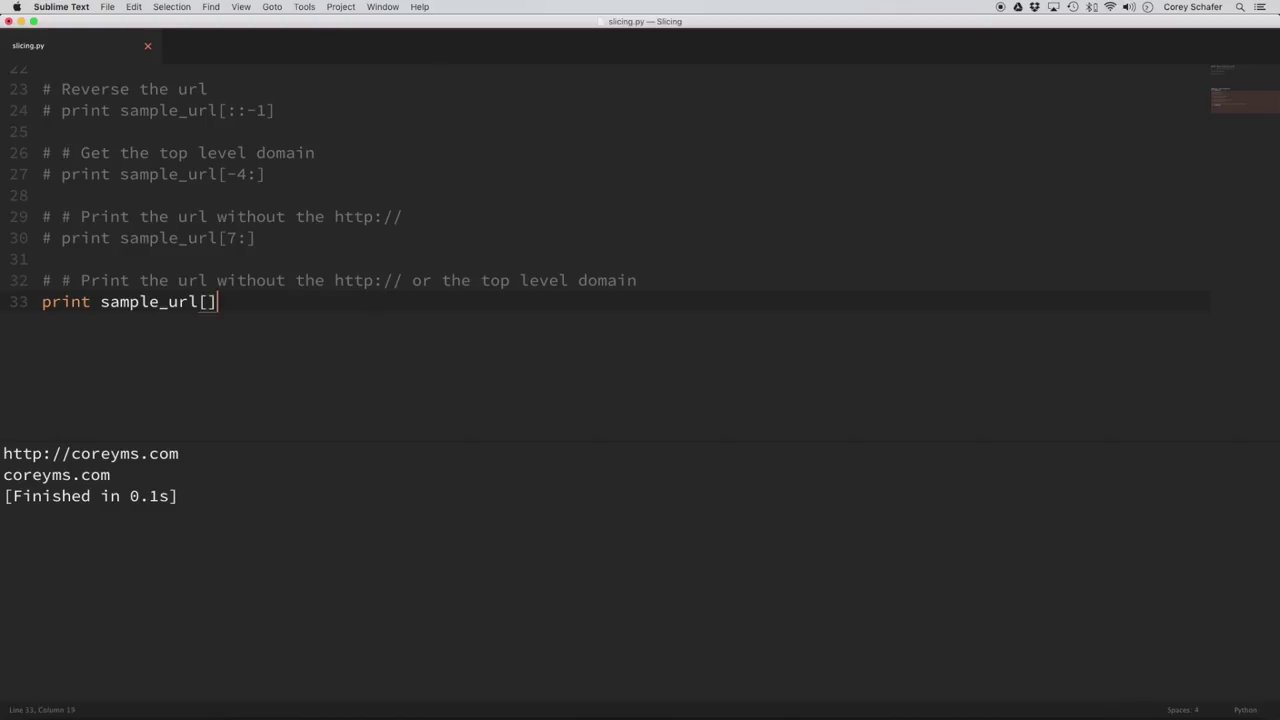 Sublime Text File Edit Selection Find View Goto Tools Project Window Help Corey Schafer
slicing.py — Slicing
slicing.py
22
23 # Reverse the url
24 # print sample_url[::-1]
25
26 # # Get the top level domain
27 # print sample_url[-4:]
28
29 # # Print the url without the http://
30 # print sample_url[7:]
31
32 # # Print the url without the http:// or the top level domain
33 print sample_url[]
http://coreyms.com
coreyms.com
[Finished in 0.1s]
Line 33, Column 19 Spaces: 4 Python